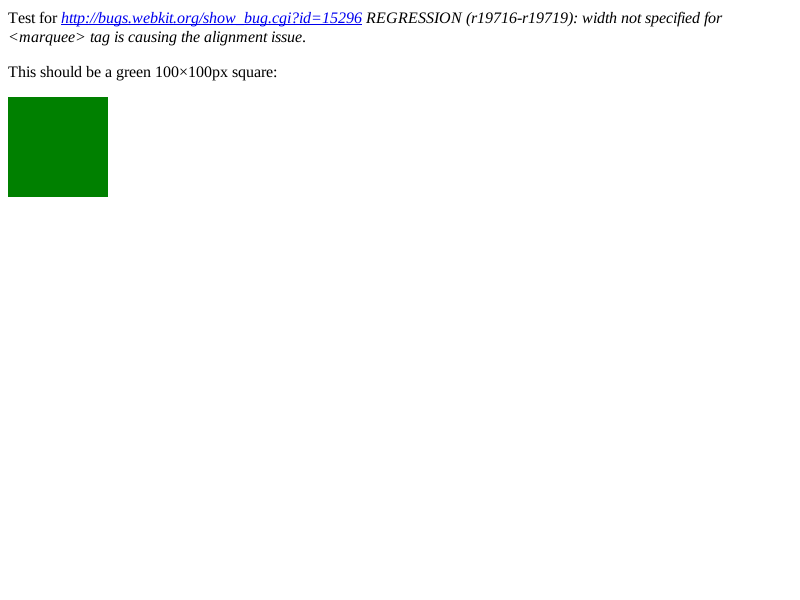 Test for http://bugs.webkit.org/show_bug.cgi?id=15296 REGRESSION (r19716-r19719): width not specified for
<marquee> tag is causing the alignment issue.
This should be a green 100×100px square: